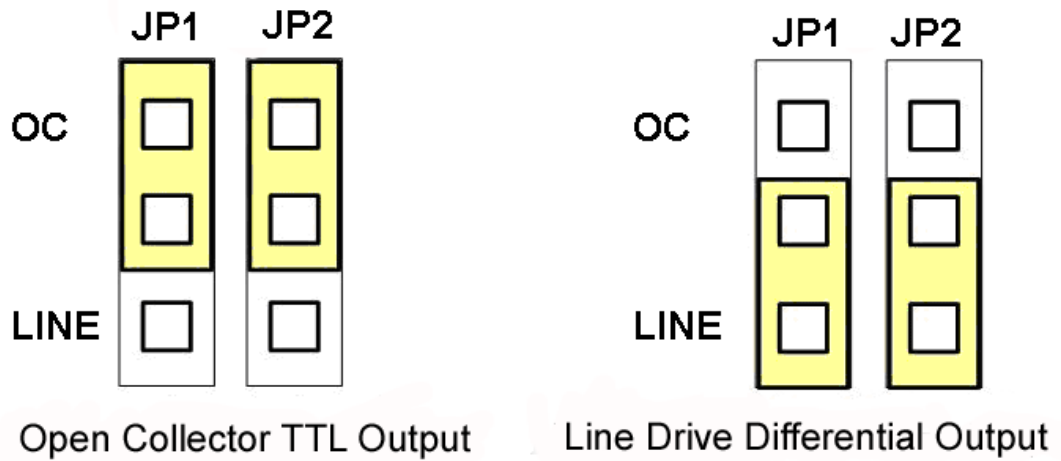 JP1 JP2
OC
LINE
Open Collector TTL Output
JP1 JP2
OC
LINE
Line Drive Differential Output